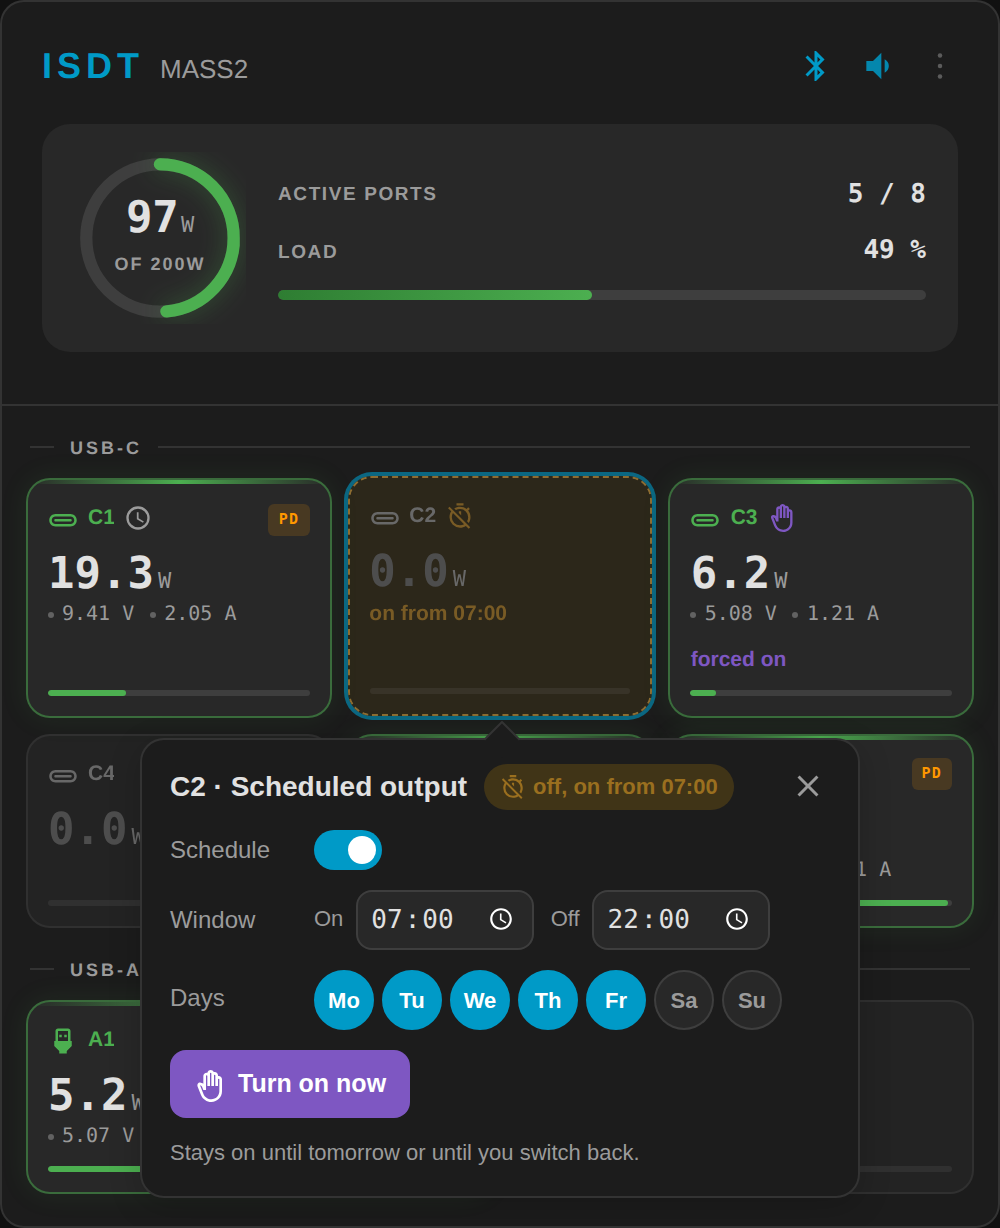 ISDT MASS2
97 W
OF 200W
ACTIVE PORTS 5 / 8
LOAD 49 %
USB-C
C1 PD
19.3 W
9.41 V 2.05 A
C2
0.0 W
on from 07:00
C3
6.2 W
5.08 V 1.21 A
forced on
C4
0.0 W
PD
A
USB-A
A1
5.2 W
5.07 V
C2 · Scheduled output off, on from 07:00
Schedule
Window On 07:00 Off 22:00
Days Mo Tu We Th Fr Sa Su
Turn on now
Stays on until tomorrow or until you switch back.